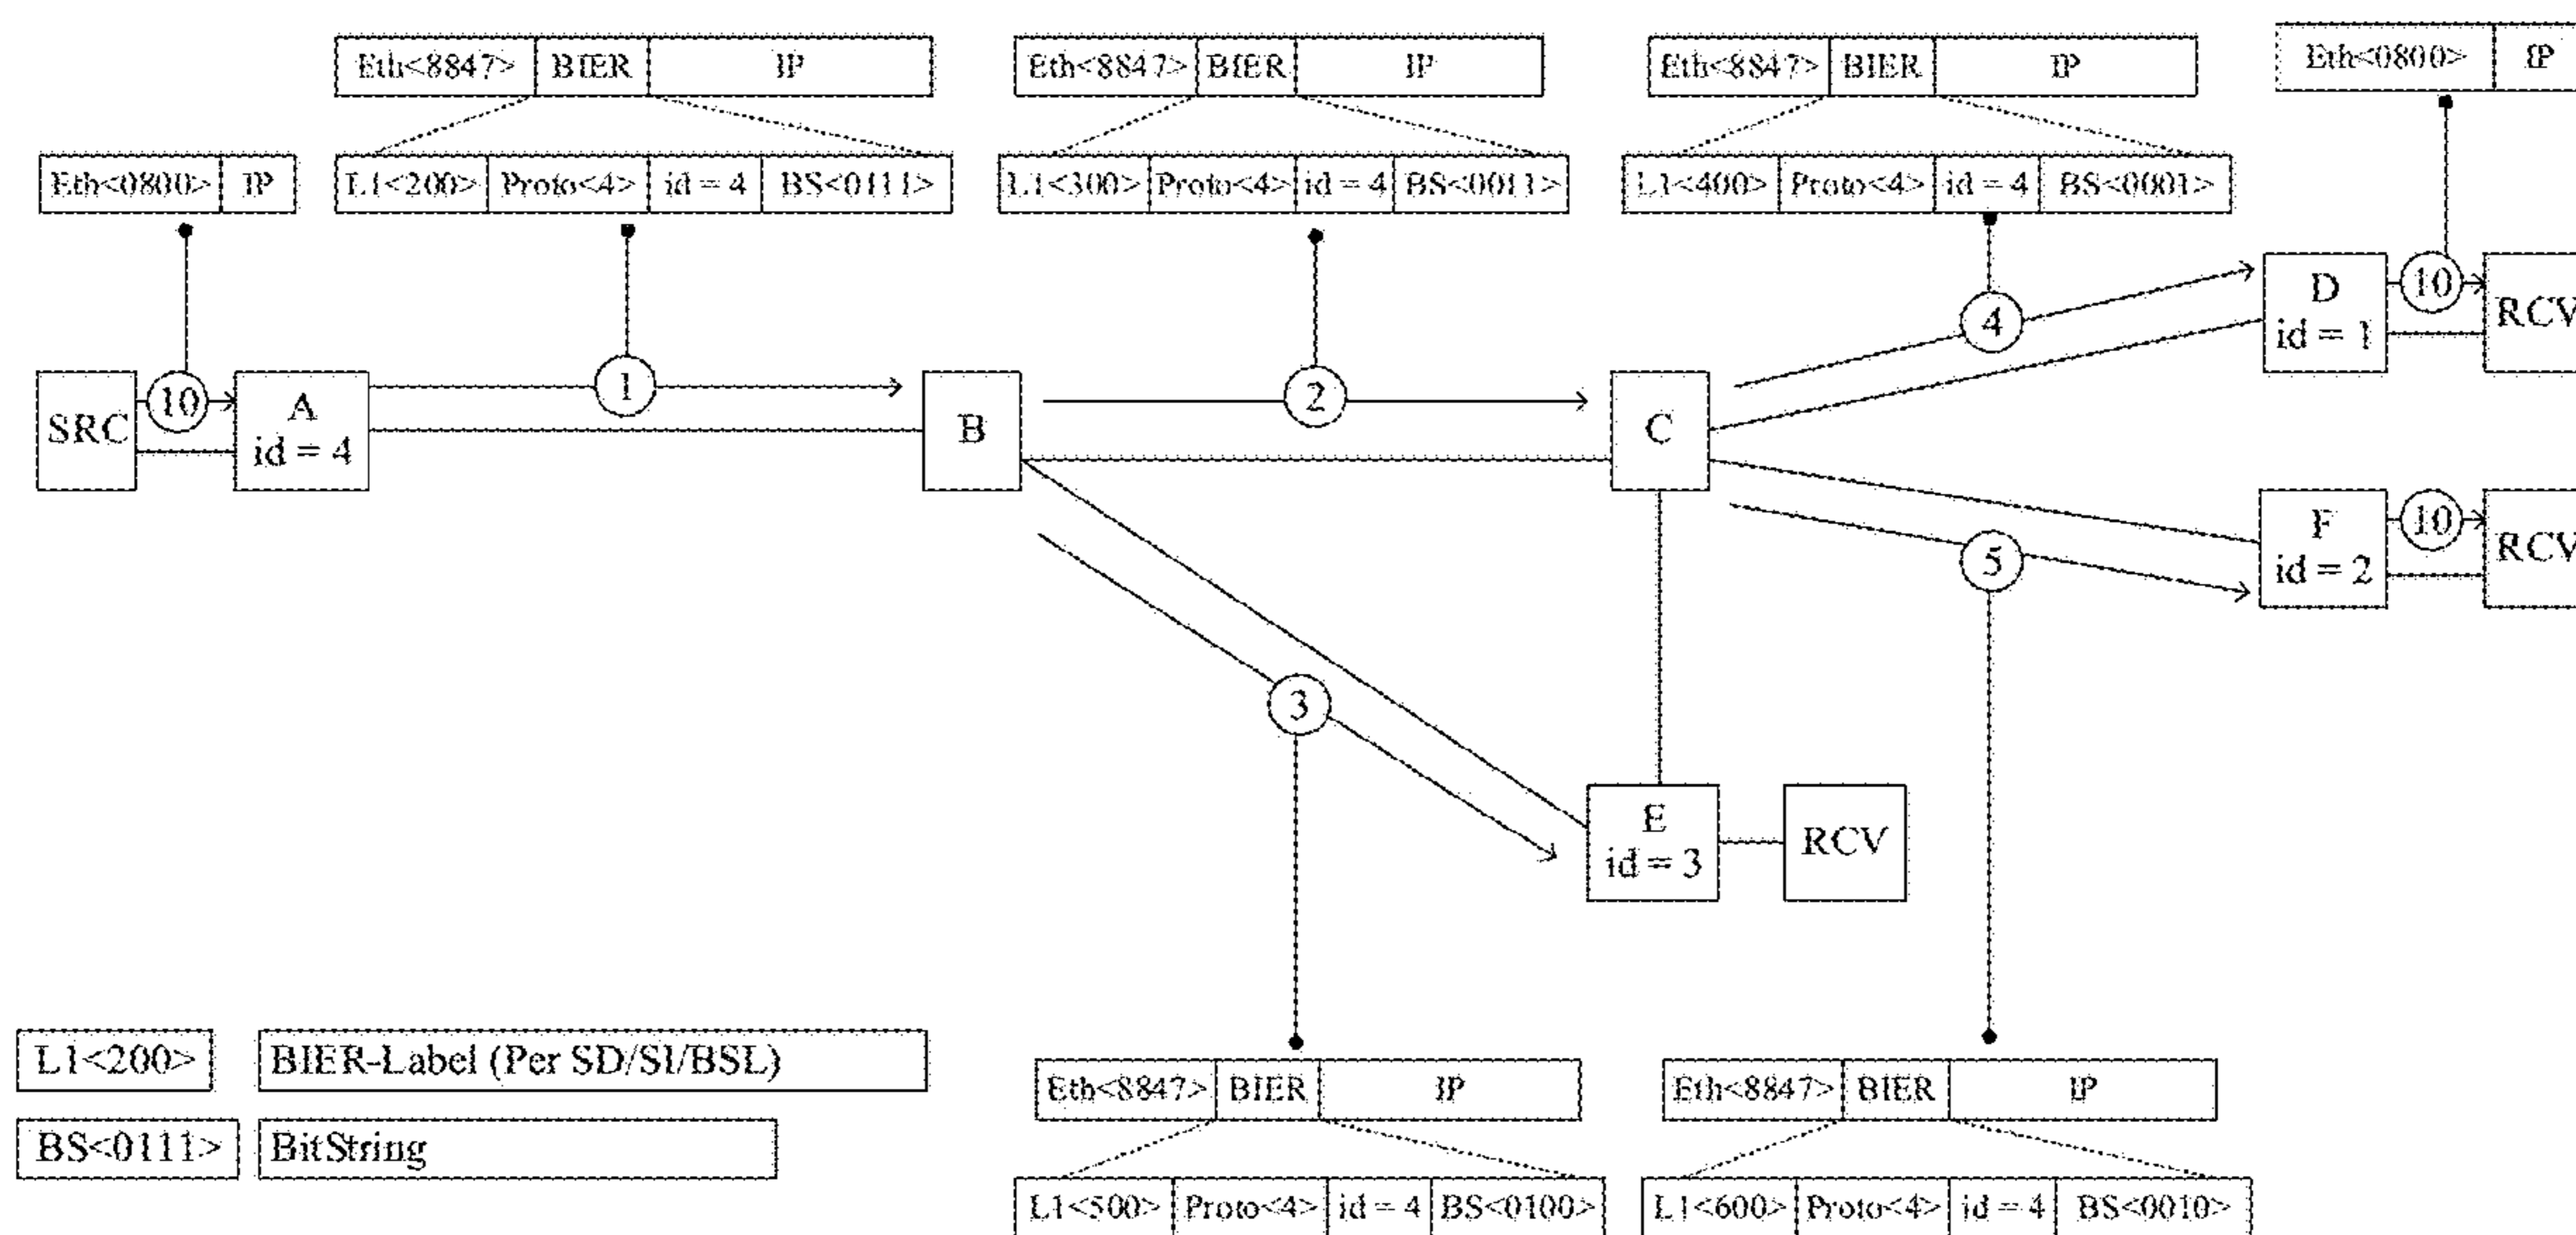 Eth<8847> BIER IP
Eth<8847> BIER IP
Eth<8847> BIER IP
Eth<0800> IP
Eth<0800> IP
L1<200> Proto<4> id = 4 BS<0111>
L1<300> Proto<4> id = 4 BS<0011>
L1<400> Proto<4> id = 4 BS<0001>
SRC
10
A
id = 4
1
B
2
C
4
D
id = 1
10
RCV
5
F
id = 2
10
RCV
3
E
id = 3
RCV
L1<200> BIER-Label (Per SD/SI/BSL)
BS<0111> BitString
Eth<8847> BIER IP
L1<500> Proto<4> id = 4 BS<0100>
Eth<8847> BIER IP
L1<600> Proto<4> id = 4 BS<0010>